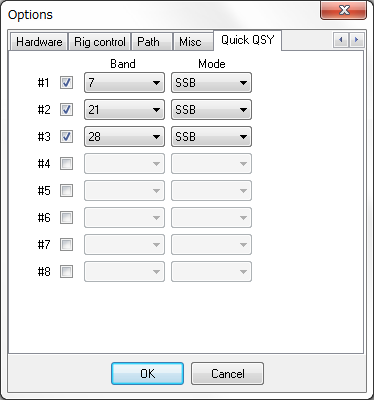 Options
Hardware Rig control Path Misc Quick QSY
Band Mode
#1 7 SSB
#2 21 SSB
#3 28 SSB
#4
#5
#6
#7
#8
OK Cancel